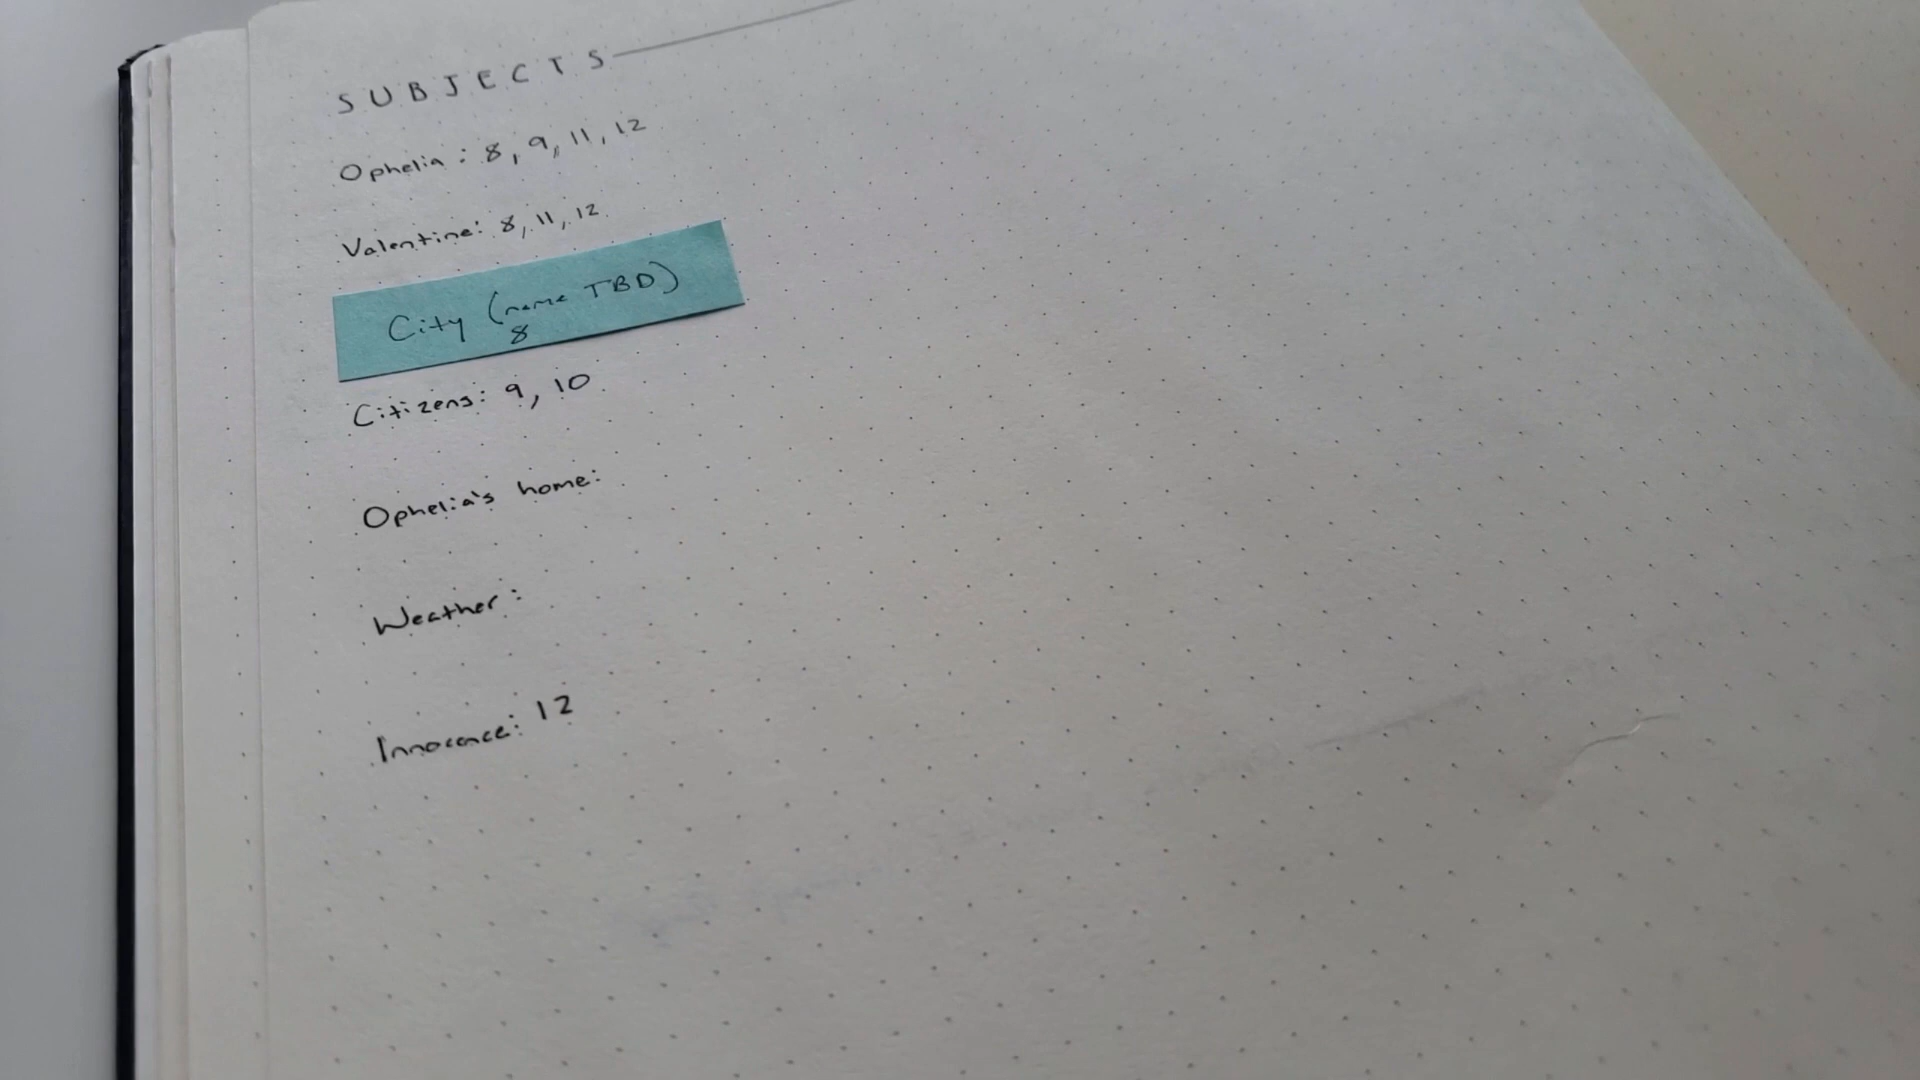 SUBJECTS
Ophelia: 8, 9, 11, 12
Valentine: 8, 11, 12
City (name TBD)
8
Citizens: 9, 10
Ophelia's home:
Weather:
Innocence: 12